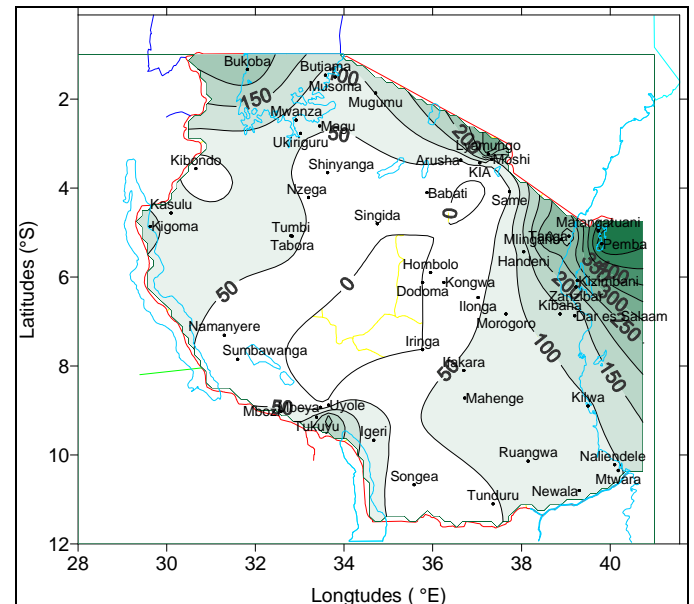 Bukoba
Butiama
Musoma
Mugumu
100
150
200
2
Mwanza
Magu
50
Ukiriguru
Lyamungo
Moshi
Arusha
KIA
Kibondo
Shinyanga
4
Nzega
Babati
Same
Kasulu
Kigoma
Singida
0
Matangatuani
Tanga
Mlingano
Pemba
Tumbi
Tabora
Handeni
350
400
6
0
Hombolo
Dodoma
Kongwa
Kizimbani
200
300
Zanzibar
50
Ilonga
Kibaha
Dar es Salaam
250
Morogoro
Namanyere
Iringa
100
Sumbawanga
8
50
Ifakara
150
Mahenge
Kilwa
50
Mbozi
Mbeya
Uyole
Tukuyu
Igeri
10
Ruangwa
Naliendele
Mtwara
Songea
Newala
Tunduru
12
28
30
32
34
36
38
40
Latitudes (°S)
Longtudes ( °E)